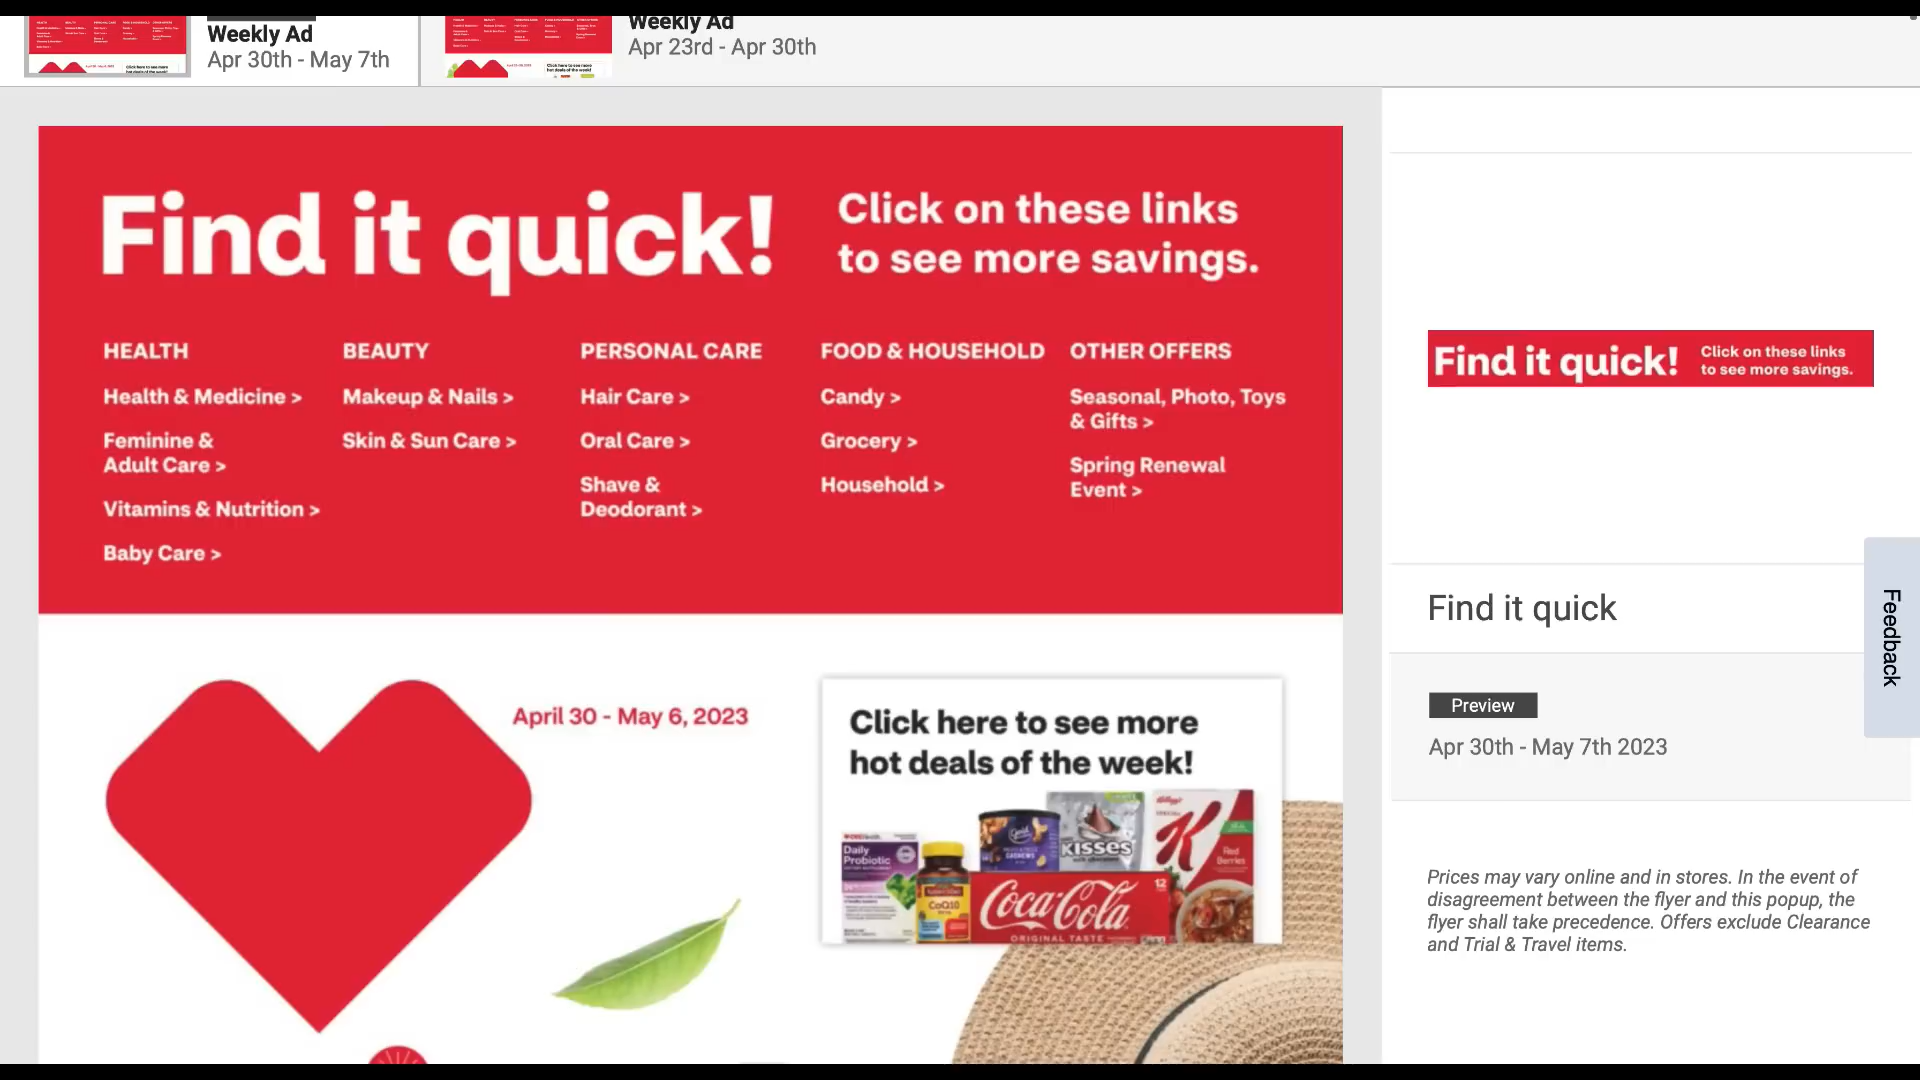 Weekly Ad
Apr 30th - May 7th
Weekly Ad
Apr 23rd - Apr 30th
Find it quick!
Click on these links
to see more savings.
HEALTH
Health & Medicine >
Feminine &
Adult Care >
Vitamins & Nutrition >
Baby Care >
BEAUTY
Makeup & Nails >
Skin & Sun Care >
PERSONAL CARE
Hair Care >
Oral Care >
Shave &
Deodorant >
FOOD & HOUSEHOLD
Candy >
Grocery >
Household >
OTHER OFFERS
Seasonal, Photo, Toys
& Gifts >
Spring Renewal
Event >
April 30 - May 6, 2023
Click here to see more
hot deals of the week!
Daily
Probiotic
CoQ10
CASHEWS
KISSES
Kellogg's
SPECIAL
K
Red
Berries
Coca-Cola
12
ORIGINAL TASTE
Find it quick!
Click on these links
to see more savings.
Find it quick
Preview
Apr 30th - May 7th 2023
Prices may vary online and in stores. In the event of
disagreement between the flyer and this popup, the
flyer shall take precedence. Offers exclude Clearance
and Trial & Travel items.
Feedback